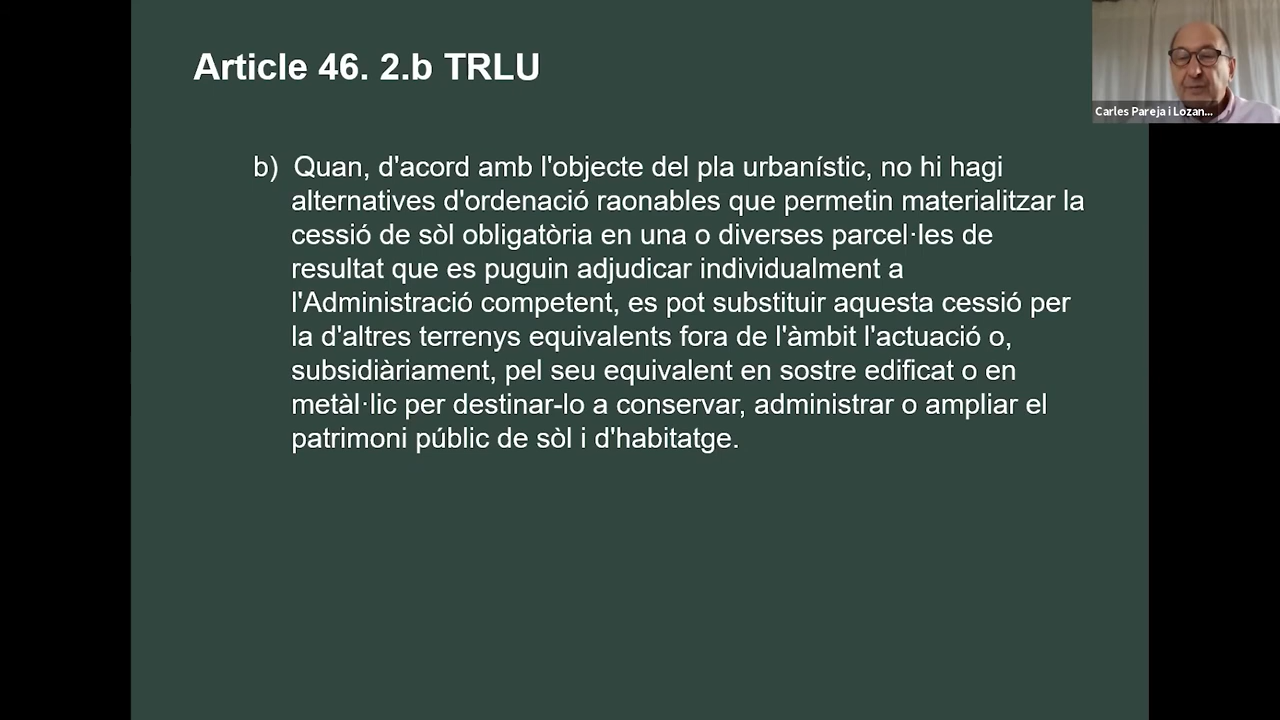 Article 46. 2.b TRLU
Carles Pareja i Lozan...
b) Quan, d'acord amb l'objecte del pla urbanístic, no hi hagi
alternatives d'ordenació raonables que permetin materialitzar la
cessió de sòl obligatòria en una o diverses parcel·les de
resultat que es puguin adjudicar individualment a
l'Administració competent, es pot substituir aquesta cessió per
la d'altres terrenys equivalents fora de l'àmbit l'actuació o,
subsidiàriament, pel seu equivalent en sostre edificat o en
metàl·lic per destinar-lo a conservar, administrar o ampliar el
patrimoni públic de sòl i d'habitatge.